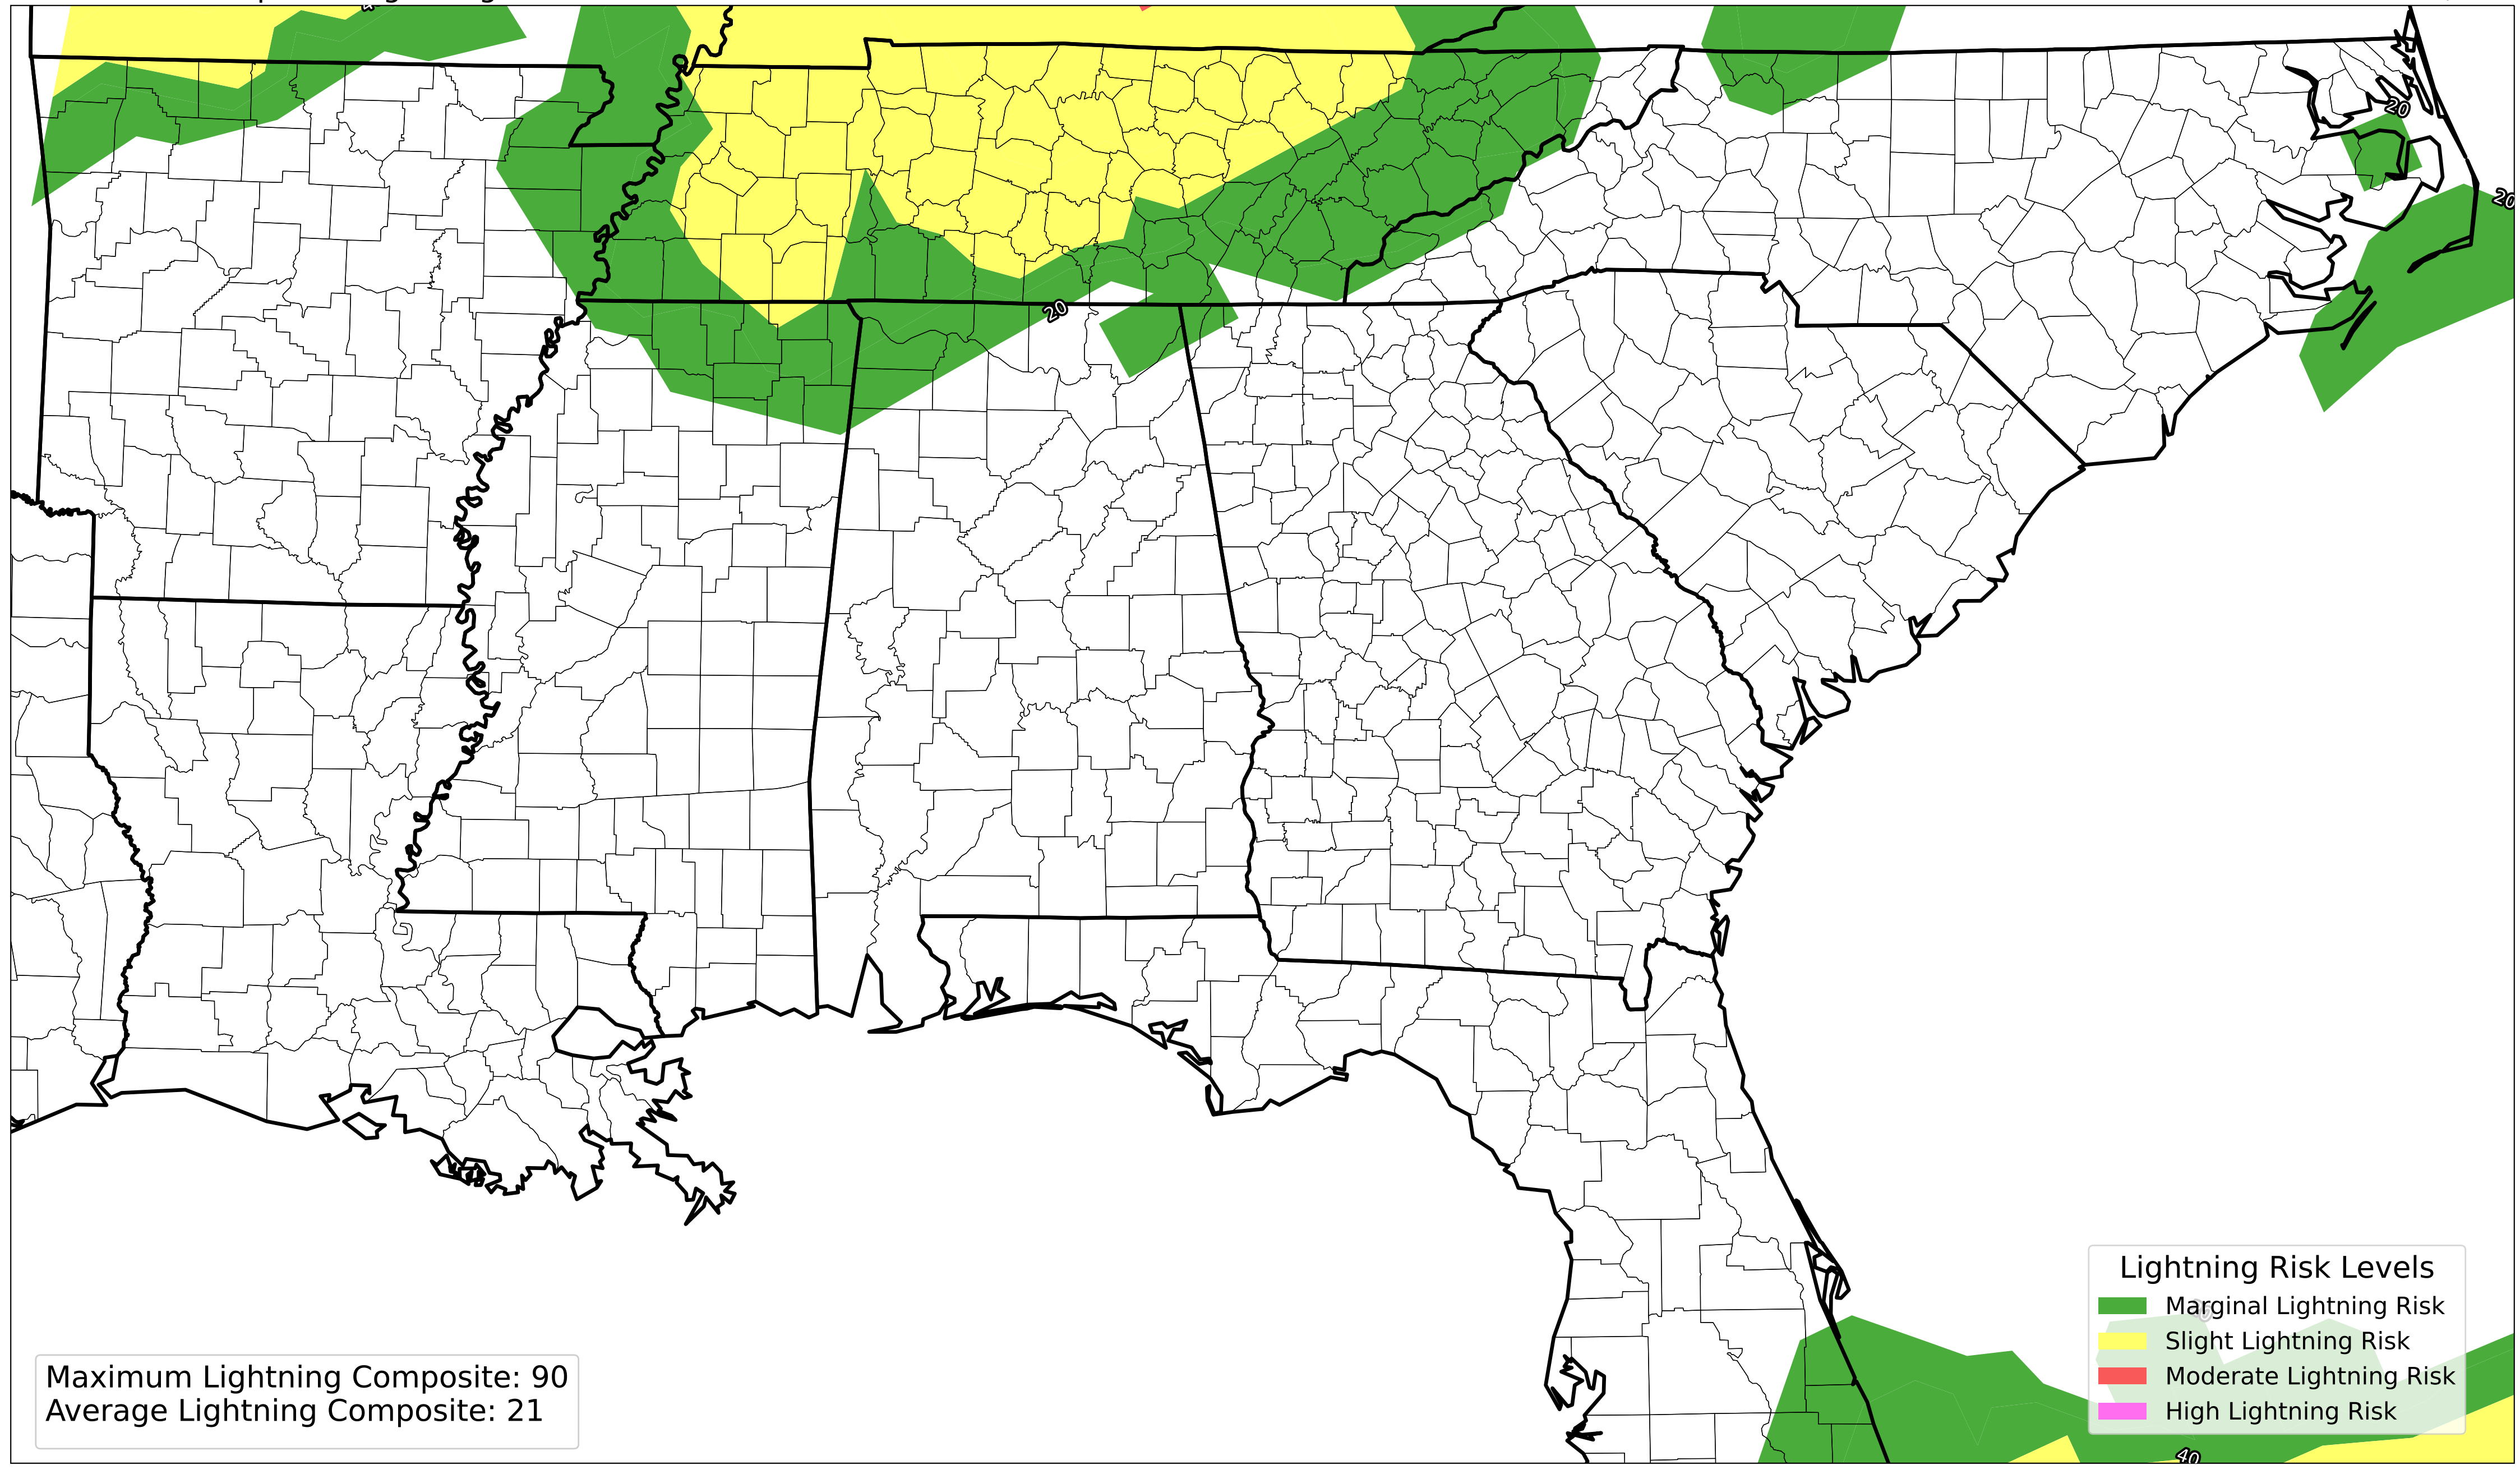 20
20
20
Lightning Risk Levels
Marginal Lightning Risk
Slight Lightning Risk
Moderate Lightning Risk
High Lightning Risk
Maximum Lightning Composite: 90
Average Lightning Composite: 21
40